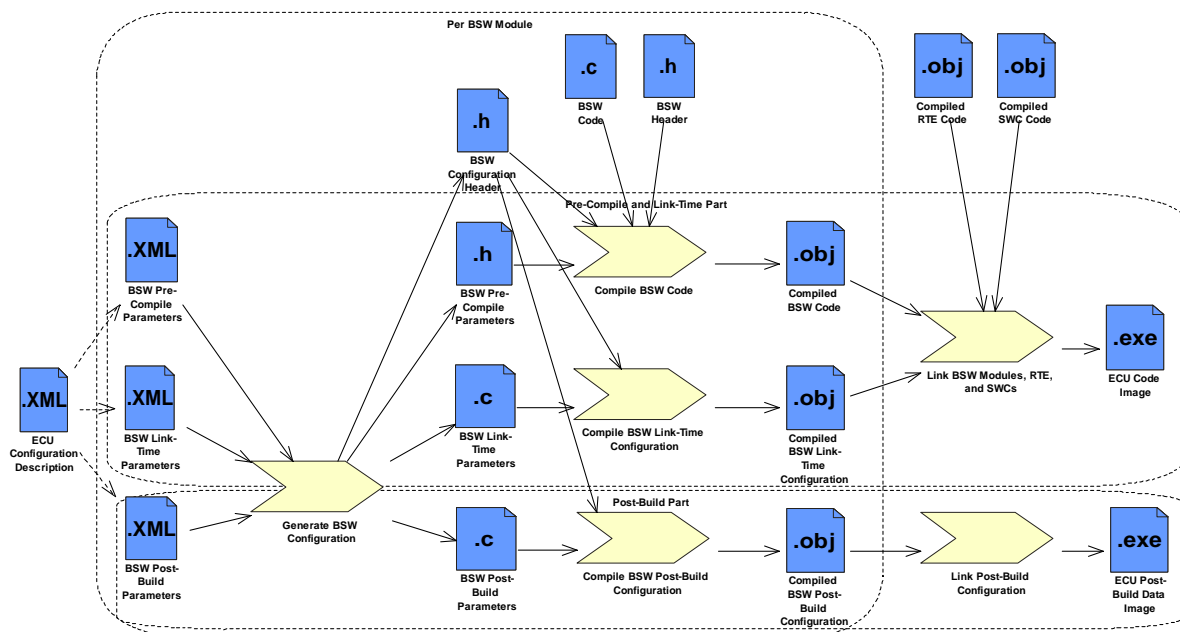 Per BSW Module
.c
BSW
Code
.h
BSW
Header
.obj
Compiled
RTE Code
.obj
Compiled
SWC Code
.h
BSW
Configuration
Header
Pre-Compile and Link-Time Part
.XML
BSW Pre-
Compile
Parameters
.h
BSW Pre-
Compile
Parameters
Compile BSW Code
.obj
Compiled
BSW Code
Link BSW Modules, RTE,
and SWCs
.exe
ECU Code
Image
.XML
ECU
Configuration
Description
.XML
BSW Link-
Time
Parameters
.c
BSW Link-Time
Parameters
Compile BSW Link-Time
Configuration
.obj
Compiled
BSW Link-
Time
Configuration
Generate BSW
Configuration
Post-Build Part
.XML
BSW Post-
Build
Parameters
.c
BSW Post-
Build
Parameters
Compile BSW Post-Build
Configuration
.obj
Compiled
BSW Post-
Build
Configuration
Link Post-Build
Configuration
.exe
ECU Post-
Build Data
Image